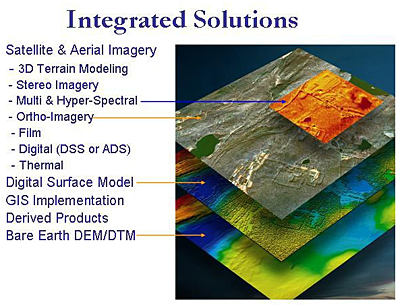 Integrated Solutions
Satellite & Aerial Imagery
- 3D Terrain Modeling
- Stereo Imagery
- Multi & Hyper-Spectral
- Ortho-Imagery
- Film
- Digital (DSS or ADS)
- Thermal
Digital Surface Model
GIS Implementation
Derived Products
Bare Earth DEM/DTM